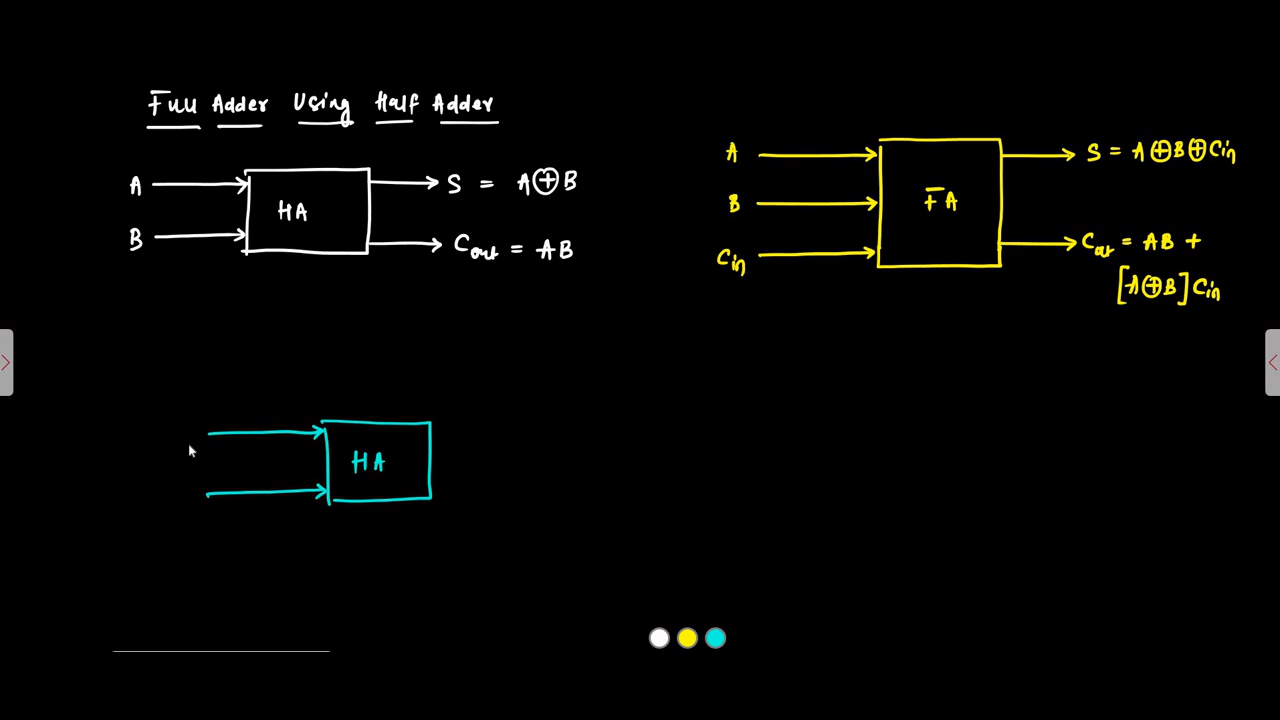 Full Adder Using Half Adder
A
B
HA
S = A⊕B
Cout = AB
A
B
Cin
FA
S = A⊕B⊕Cin
Cout = AB +
[A⊕B]Cin
HA